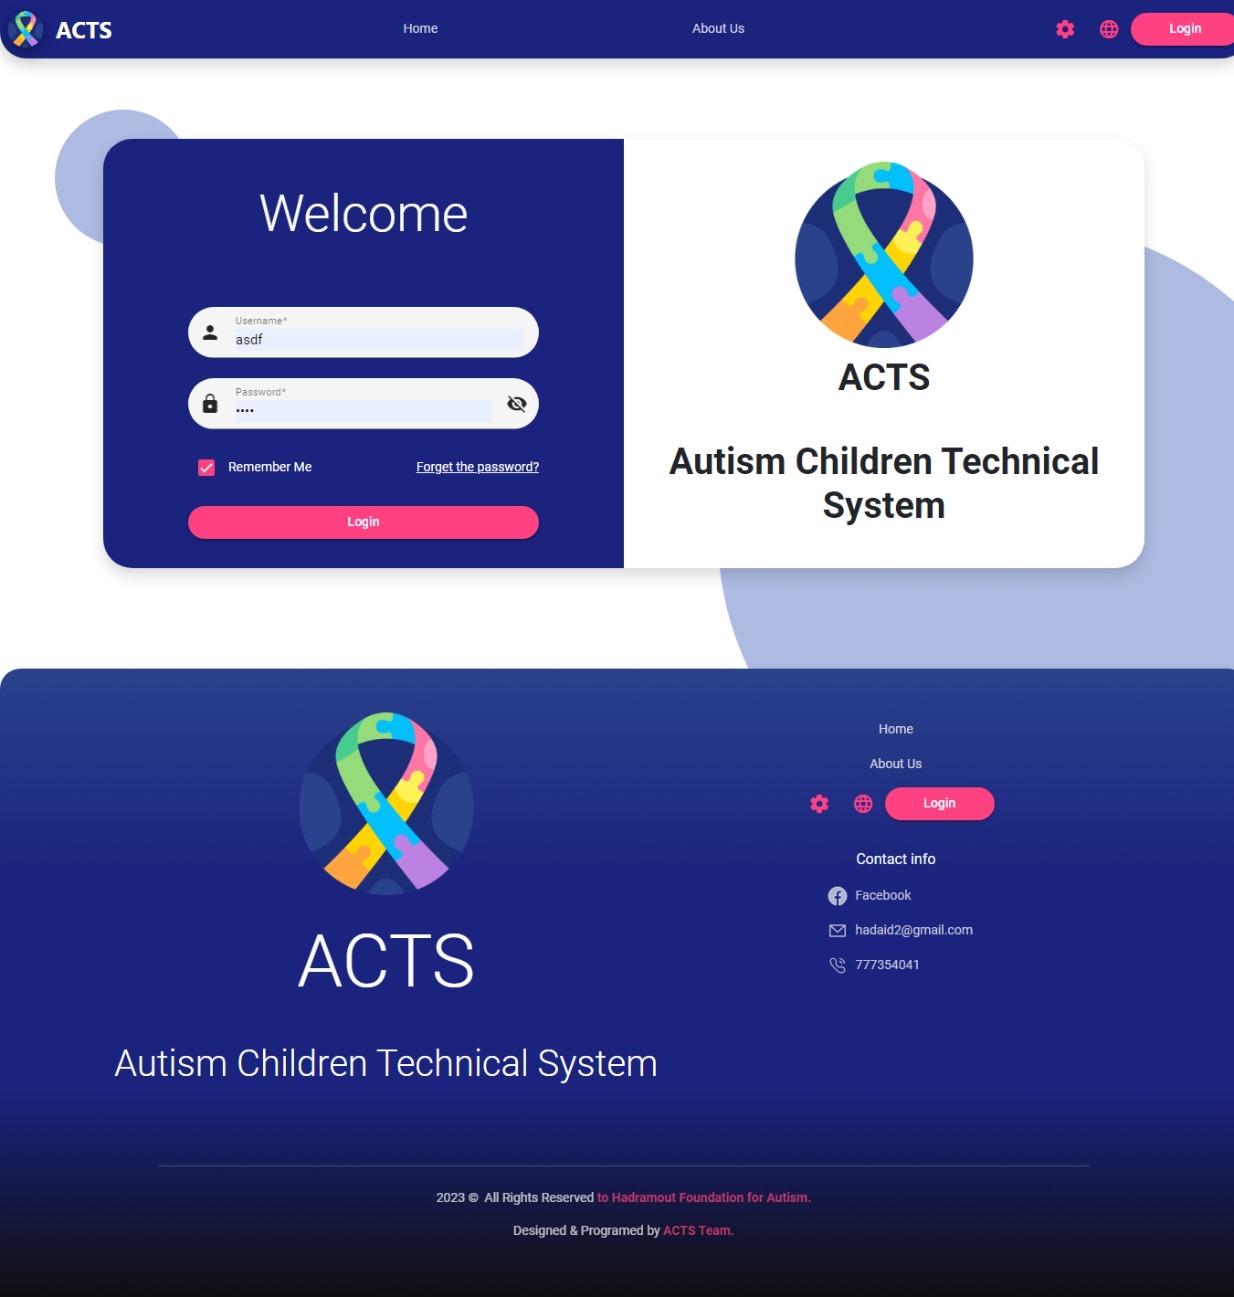 ACTS
Home
About Us
Login
Welcome
Username*
asdf
Password*
••••
Remember Me
Forget the password?
Login
ACTS
Autism Children Technical
System
ACTS
Autism Children Technical System
Home
About Us
Login
Contact info
Facebook
hadaid2@gmail.com
777354041
2023 © All Rights Reserved to Hadramout Foundation for Autism.
Designed & Programed by ACTS Team.